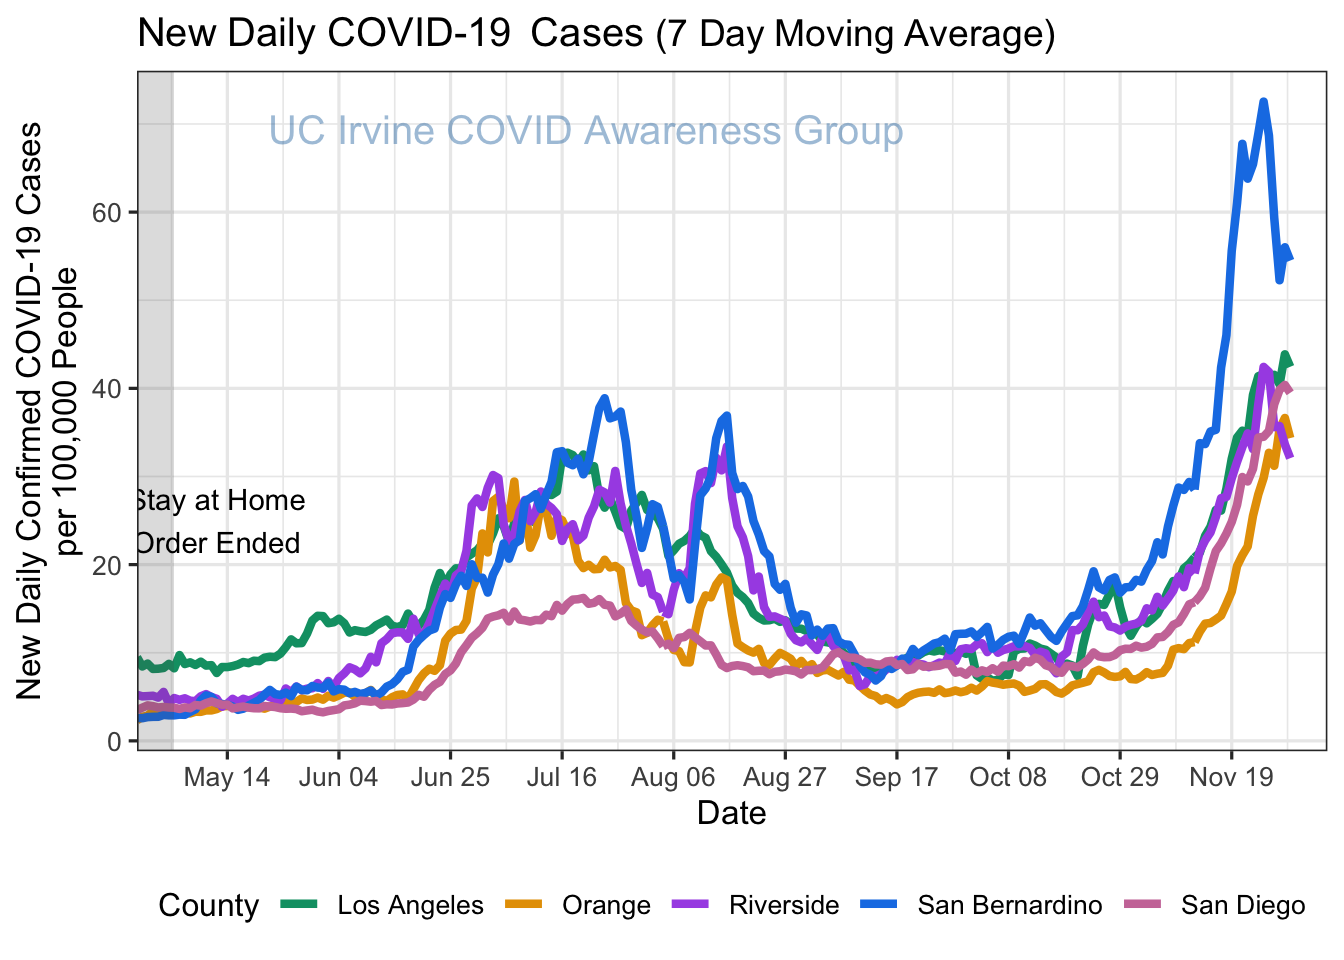 New Daily COVID-19  Cases (7 Day Moving Average)
UC Irvine COVID Awareness Group
New Daily Confirmed COVID-19 Cases
per 100,000 People
60
40
20
0
Stay at Home
Order Ended
May 14 Jun 04 Jun 25 Jul 16 Aug 06 Aug 27 Sep 17 Oct 08 Oct 29 Nov 19
Date
County Los Angeles Orange Riverside San Bernardino San Diego